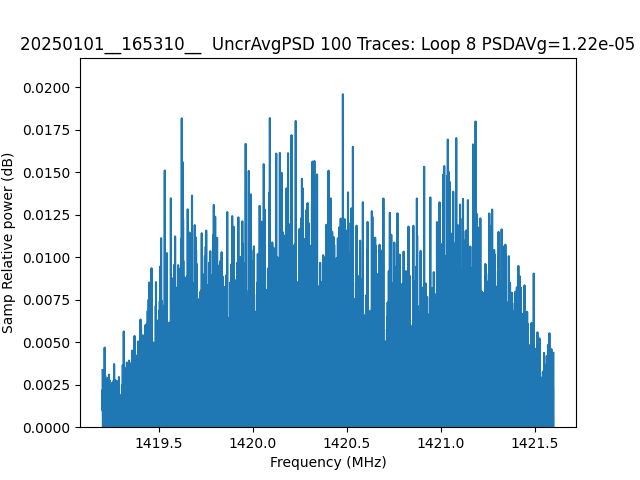 20250101__165310__  UncrAvgPSD 100 Traces: Loop 8 PSDAVg=1.22e-05
0.0200
0.0175
0.0150
0.0125
0.0100
0.0075
0.0050
0.0025
0.0000
Samp Relative power (dB)
1419.5 1420.0 1420.5 1421.0 1421.5
Frequency (MHz)